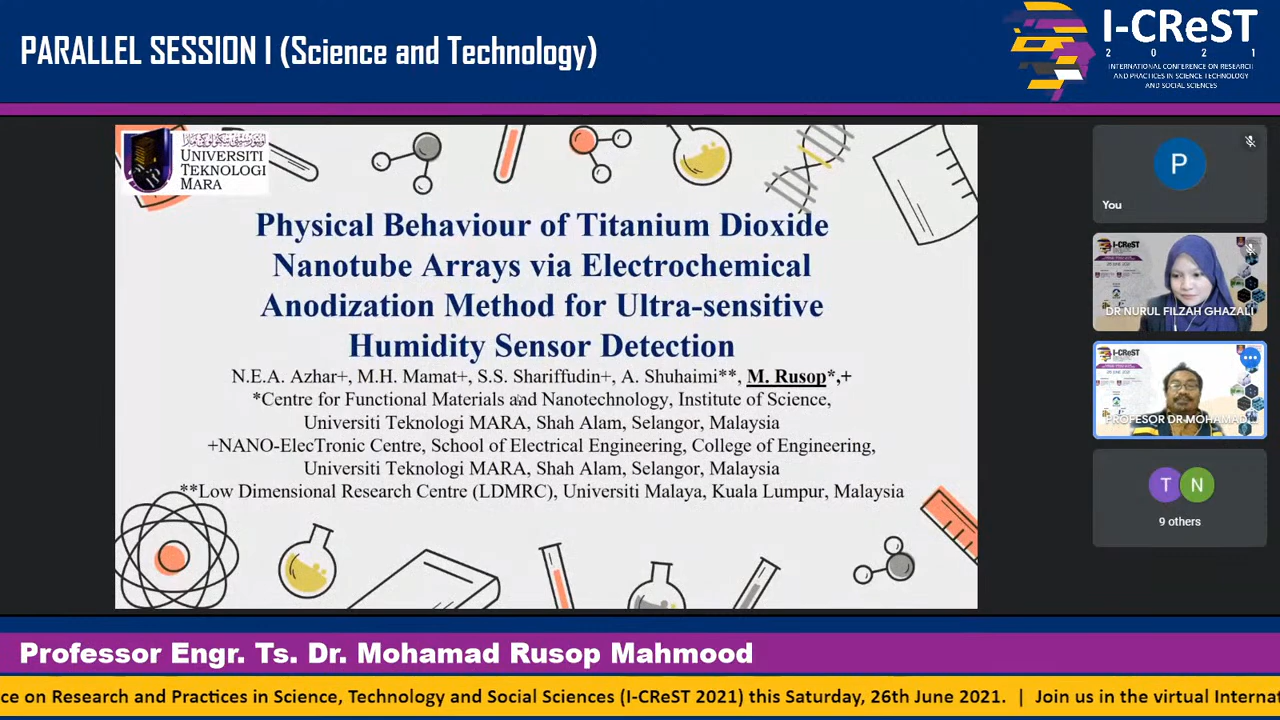 PARALLEL SESSION I (Science and Technology)
I-CReST
2 0 2 1
INTERNATIONAL CONFERENCE ON RESEARCH
AND PRACTICES IN SCIENCE TECHNOLOGY
AND SOCIAL SCIENCES
UNIVERSITI
TEKNOLOGI
MARA
Physical Behaviour of Titanium Dioxide
Nanotube Arrays via Electrochemical
Anodization Method for Ultra-sensitive
Humidity Sensor Detection
N.E.A. Azhar+, M.H. Mamat+, S.S. Shariffudin+, A. Shuhaimi**, M. Rusop*,+
*Centre for Functional Materials and Nanotechnology, Institute of Science,
Universiti Teknologi MARA, Shah Alam, Selangor, Malaysia
+NANO-ElecTronic Centre, School of Electrical Engineering, College of Engineering,
Universiti Teknologi MARA, Shah Alam, Selangor, Malaysia
**Low Dimensional Research Centre (LDMRC), Universiti Malaya, Kuala Lumpur, Malaysia
P
You
I-CReST
DR NURUL FILZAH GHAZALI
I-CReST
PROFESOR DR MOHAMAD
T N
9 others
Professor Engr. Ts. Dr. Mohamad Rusop Mahmood
ce on Research and Practices in Science, Technology and Social Sciences (I-CReST 2021) this Saturday, 26th June 2021. | Join us in the virtual Interna